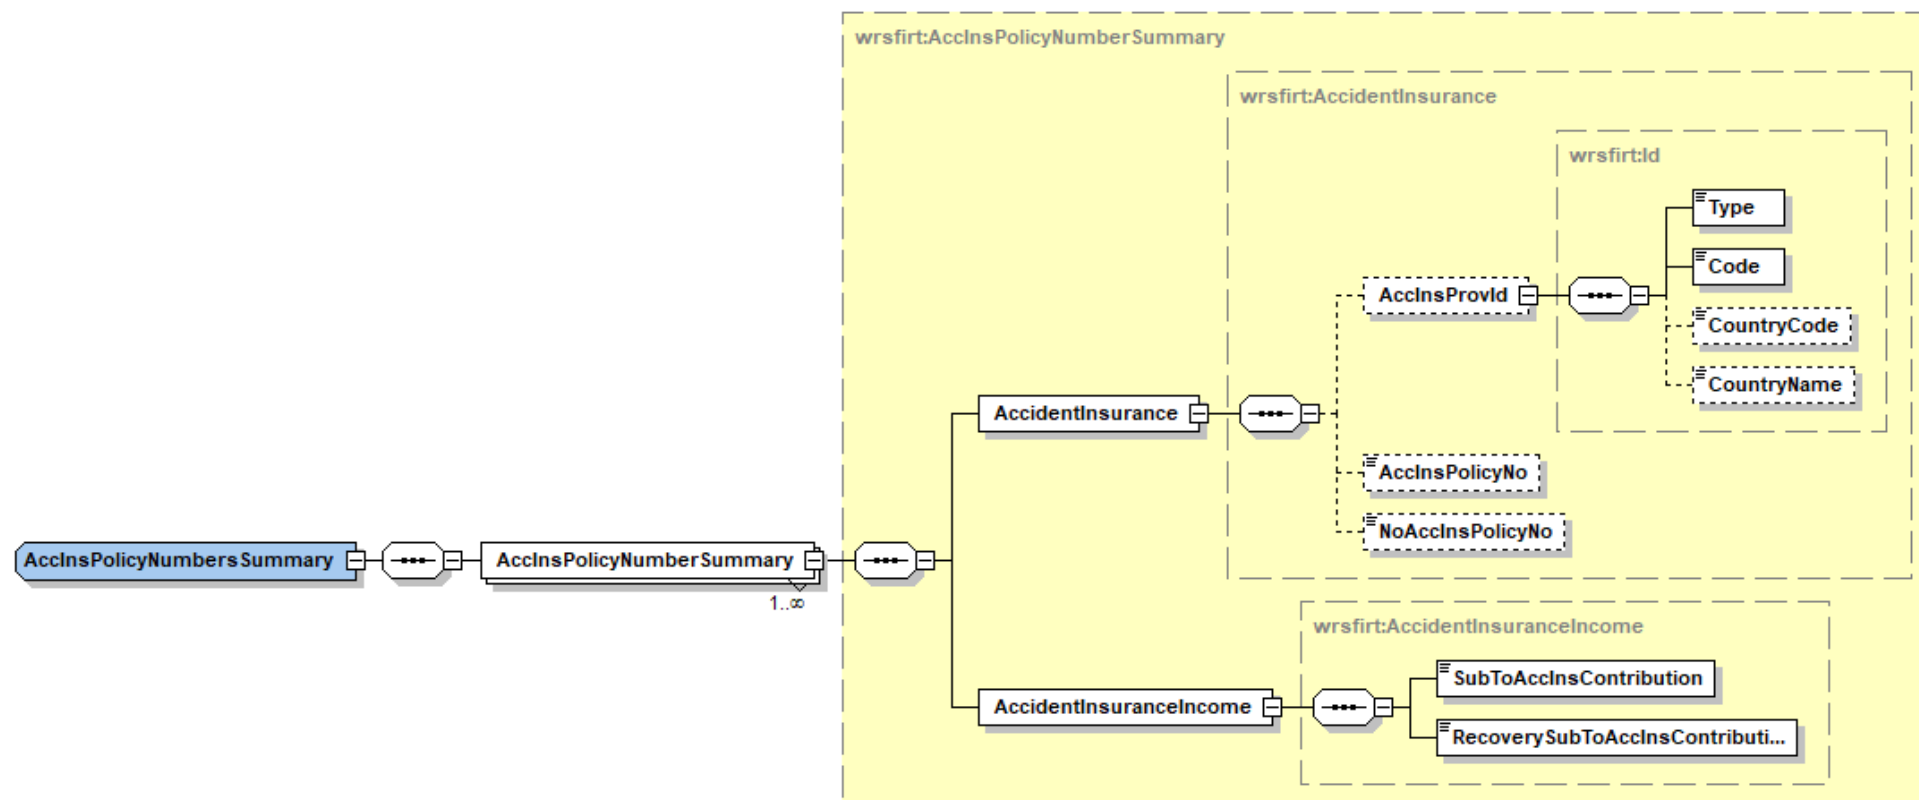 wrsfirt:AccInsPolicyNumberSummary
wrsfirt:AccidentInsurance
wrsfirt:Id
Type
Code
AccInsProvId
CountryCode
CountryName
AccidentInsurance
AccInsPolicyNo
NoAccInsPolicyNo
AccInsPolicyNumbersSummary
AccInsPolicyNumberSummary
1..∞
wrsfirt:AccidentInsuranceIncome
SubToAccInsContribution
AccidentInsuranceIncome
RecoverySubToAccInsContributi...